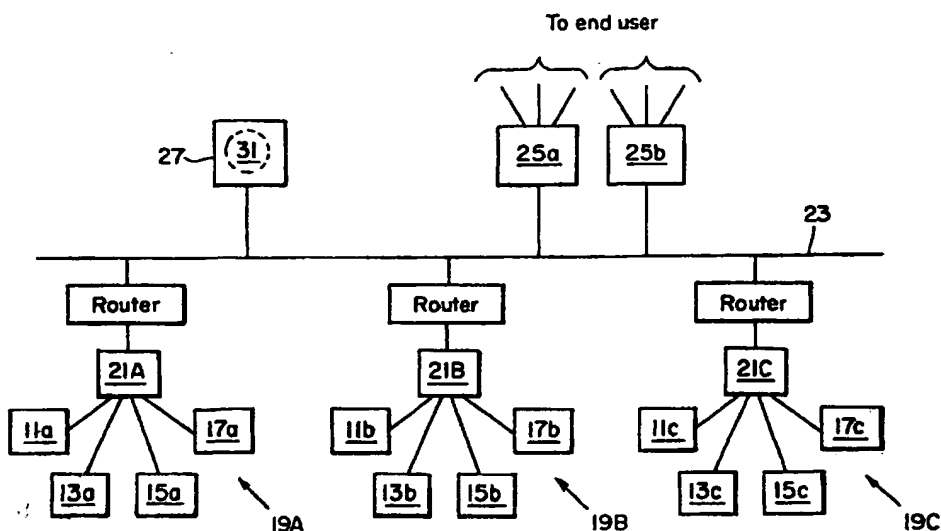 To end user
27
31
25a
25b
23
Router
Router
Router
21A
21B
21C
11a
17a
11b
17b
11c
17c
13a
15a
13b
15b
13c
15c
19A
19B
19C